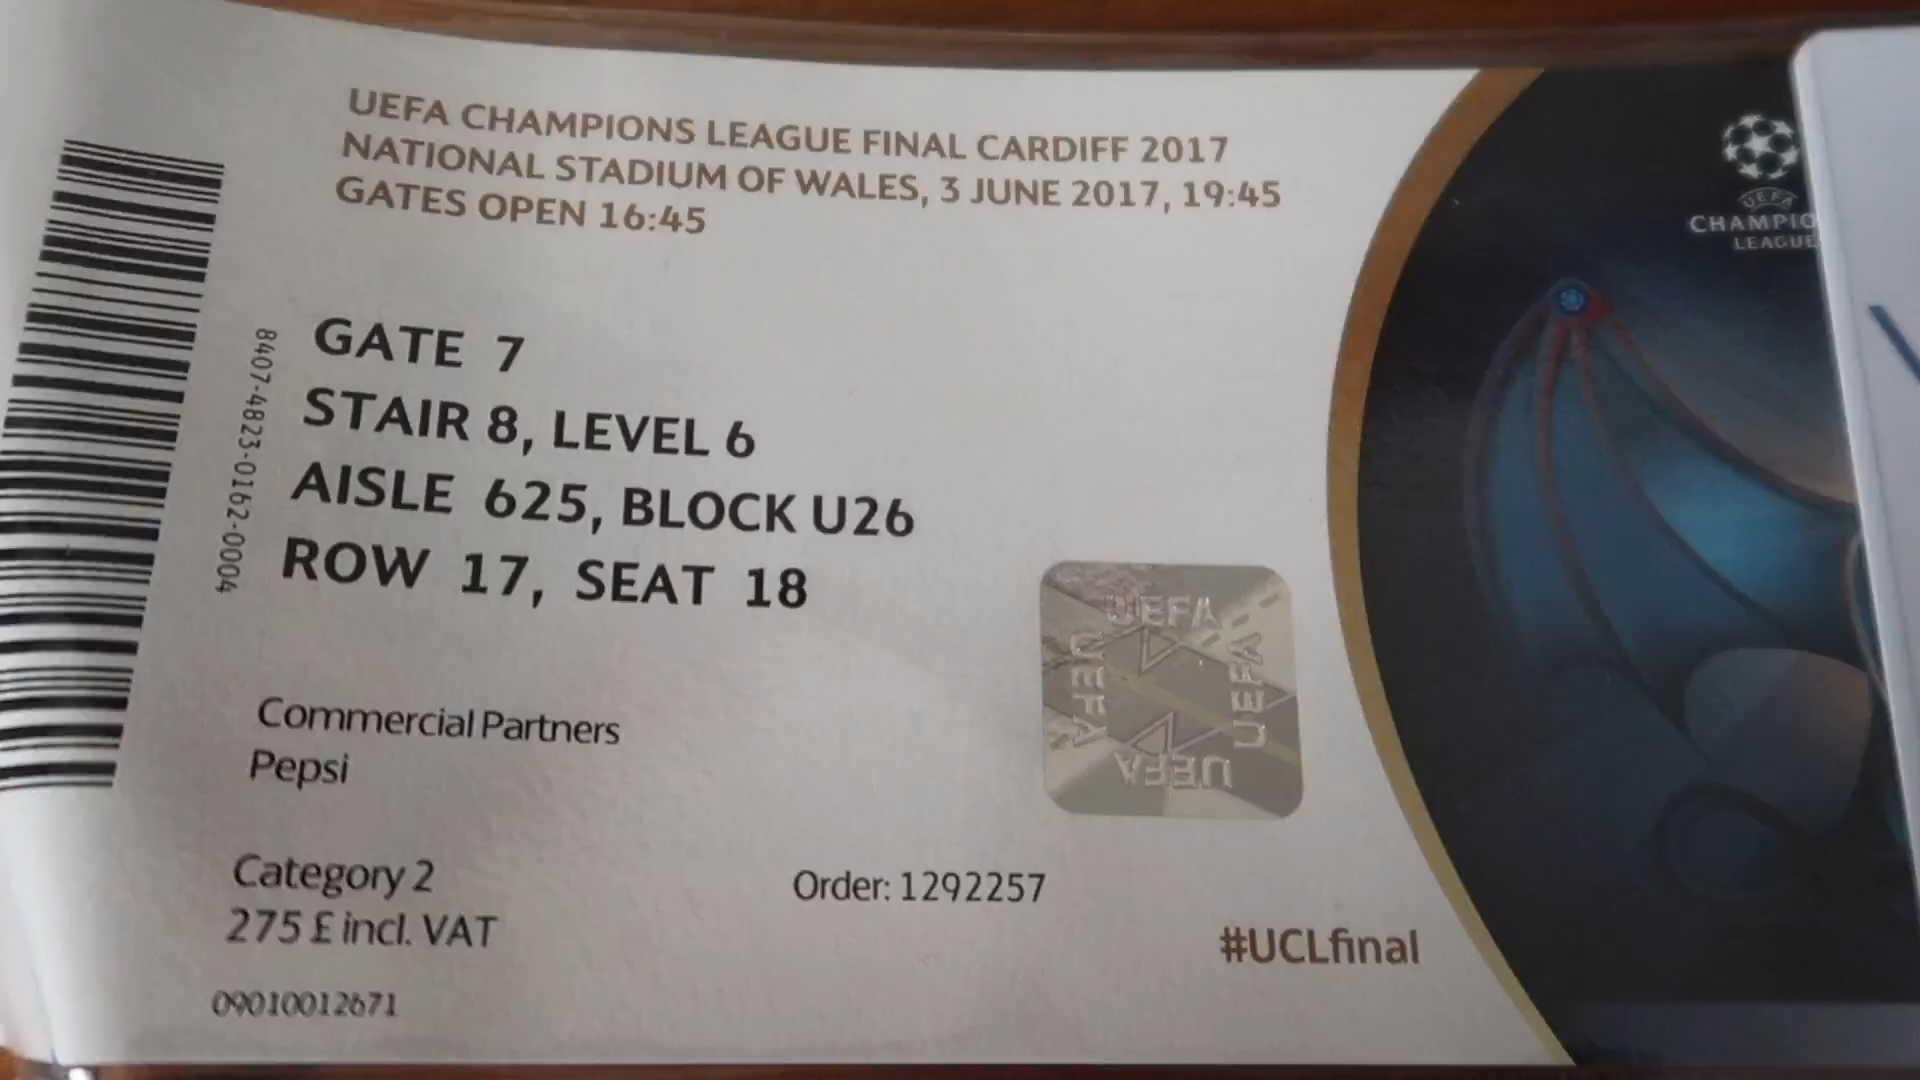 UEFA CHAMPIONS LEAGUE FINAL CARDIFF 2017
NATIONAL STADIUM OF WALES, 3 JUNE 2017, 19:45
GATES OPEN 16:45
8407-4823-0162-0004
GATE 7
STAIR 8, LEVEL 6
AISLE 625, BLOCK U26
ROW 17, SEAT 18
Commercial Partners
Pepsi
Category 2
275 £ incl. VAT
09010012671
Order: 1292257
#UCLfinal
UEFA
UEFA
UEFA
UEFA
UEFA
CHAMPIO
LEAGUE